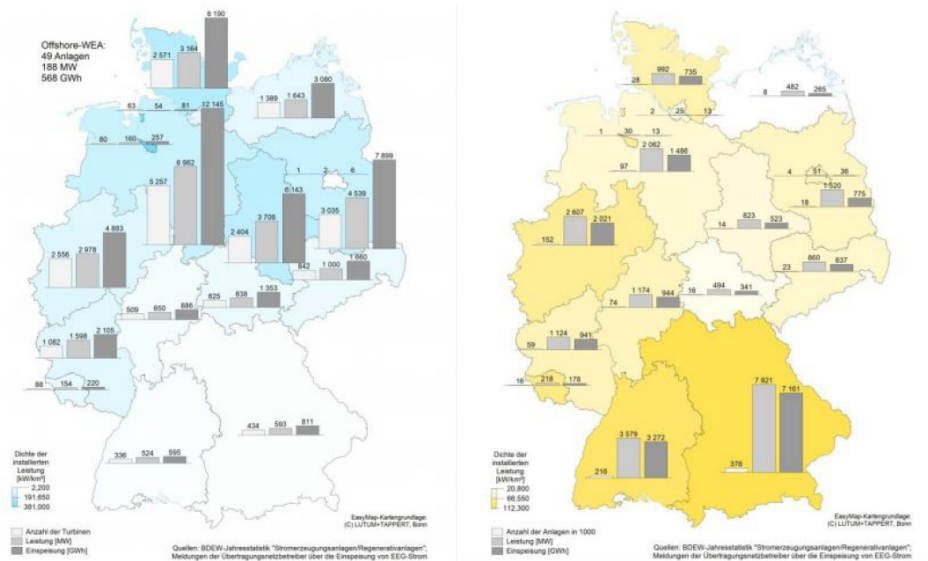 Offshore-WEA:
49 Anlagen
188 MW
568 GWh
2 571 3 164 6 190
1 389 1 643 3 080
63 54 81 12 145
80 160 257
5 257 6 962
1 2 6 7 899
2 404 3 708 6 143
3 035 4 539
2 556 2 978 4 883
842 1 000 1 660
509 650 886
625 838 1 353
1 082 1 598 2 105
88 154 220
434 593 811
336 524 595
Dichte der
installierten
Leistung
[kW/km²]
2,200
191,650
381,000
EasyMap-Kartengrundlage:
(C) LUTUM+TAPPERT, Bonn
Anzahl der Turbinen
Leistung [MW]
Einspeisung [GWh]
Quellen: BDEW-Jahresstatistik "Stromerzeugungsanlagen/Regenerativanlagen";
Meldungen der Übertragungsnetzbetreiber über die Einspeisung von EEG-Strom
28 992 735
8 482 265
2 25 13
1 30 13
97 2 062 1 486
4 51 36
18 1 520 775
152 2 607 2 021
14 823 523
23 860 637
74 1 174 944
16 494 341
59 1 124 941
16 218 178
376 7 921 7 161
216 3 579 3 272
Dichte der
installierten
Leistung
[kW/km²]
20,800
66,550
112,300
EasyMap-Kartengrundlage:
(C) LUTUM+TAPPERT, Bonn
Anzahl der Anlagen in 1000
Leistung [MW]
Einspeisung [GWh]
Quellen: BDEW-Jahresstatistik "Stromerzeugungsanlagen/Regenerativanlagen";
Meldungen der Übertragungsnetzbetreiber über die Einspeisung von EEG-Strom